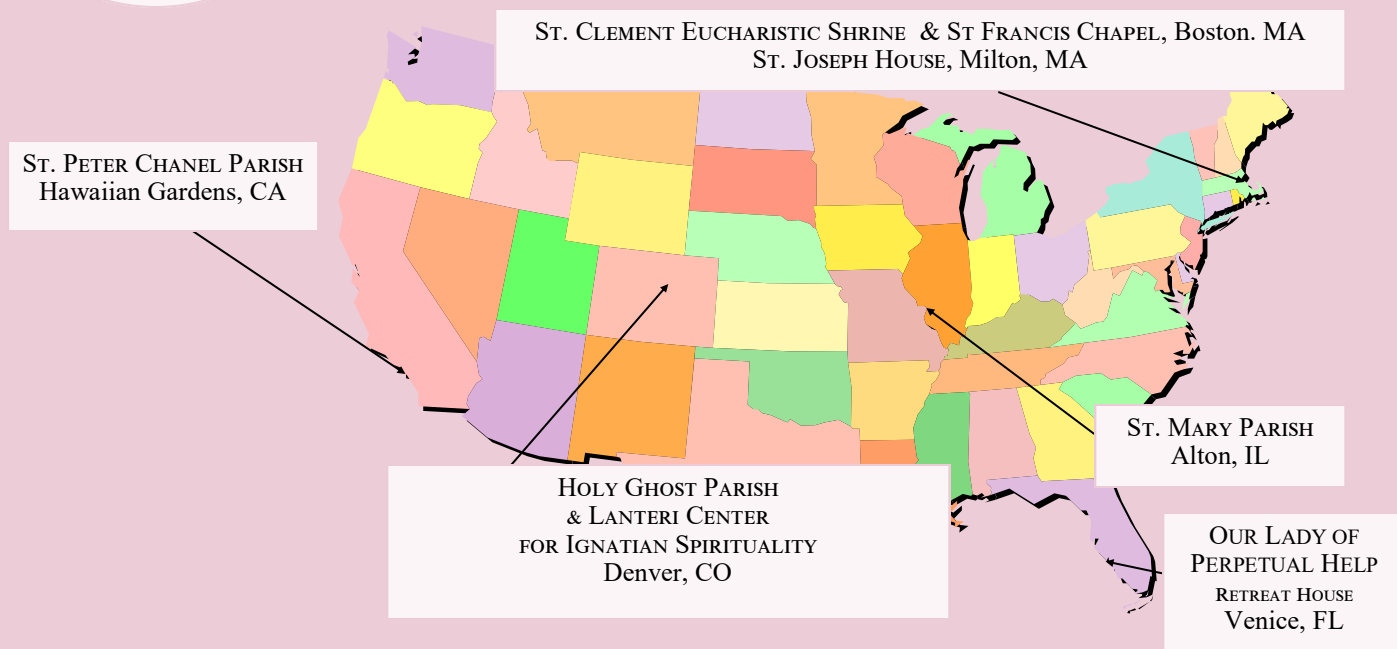 St. Clement Eucharistic Shrine & St Francis Chapel, Boston. MA
St. Joseph House, Milton, MA
St. Peter Chanel Parish
Hawaiian Gardens, CA
St. Mary Parish
Alton, IL
Holy Ghost Parish
& Lanteri Center
for Ignatian Spirituality
Denver, CO
Our Lady of
Perpetual Help
Retreat House
Venice, FL